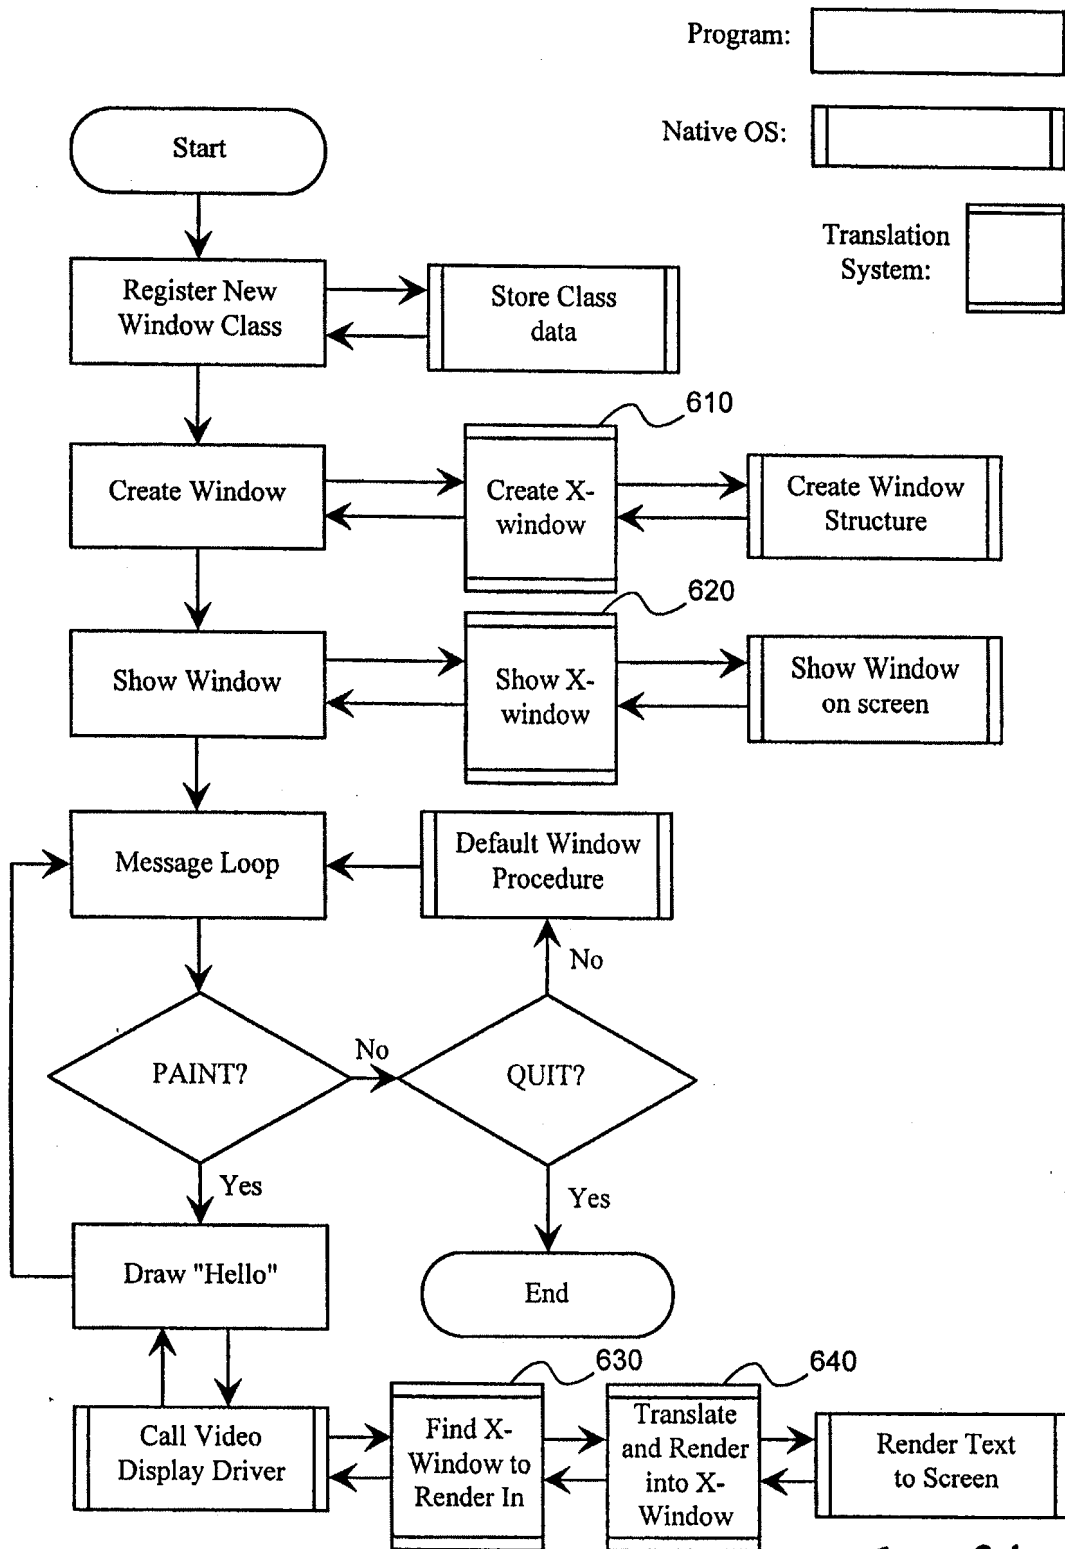 Program:
Native OS:
Translation
System:
Start
Register New
Window Class
Store Class
data
610
Create Window
Create X-
window
Create Window
Structure
620
Show Window
Show X-
window
Show Window
on screen
Message Loop
Default Window
Procedure
No
PAINT?
No
QUIT?
Yes
Yes
Draw "Hello"
End
630
640
Call Video
Display Driver
Find X-
Window to
Render In
Translate
and Render
into X-
Window
Render Text
to Screen